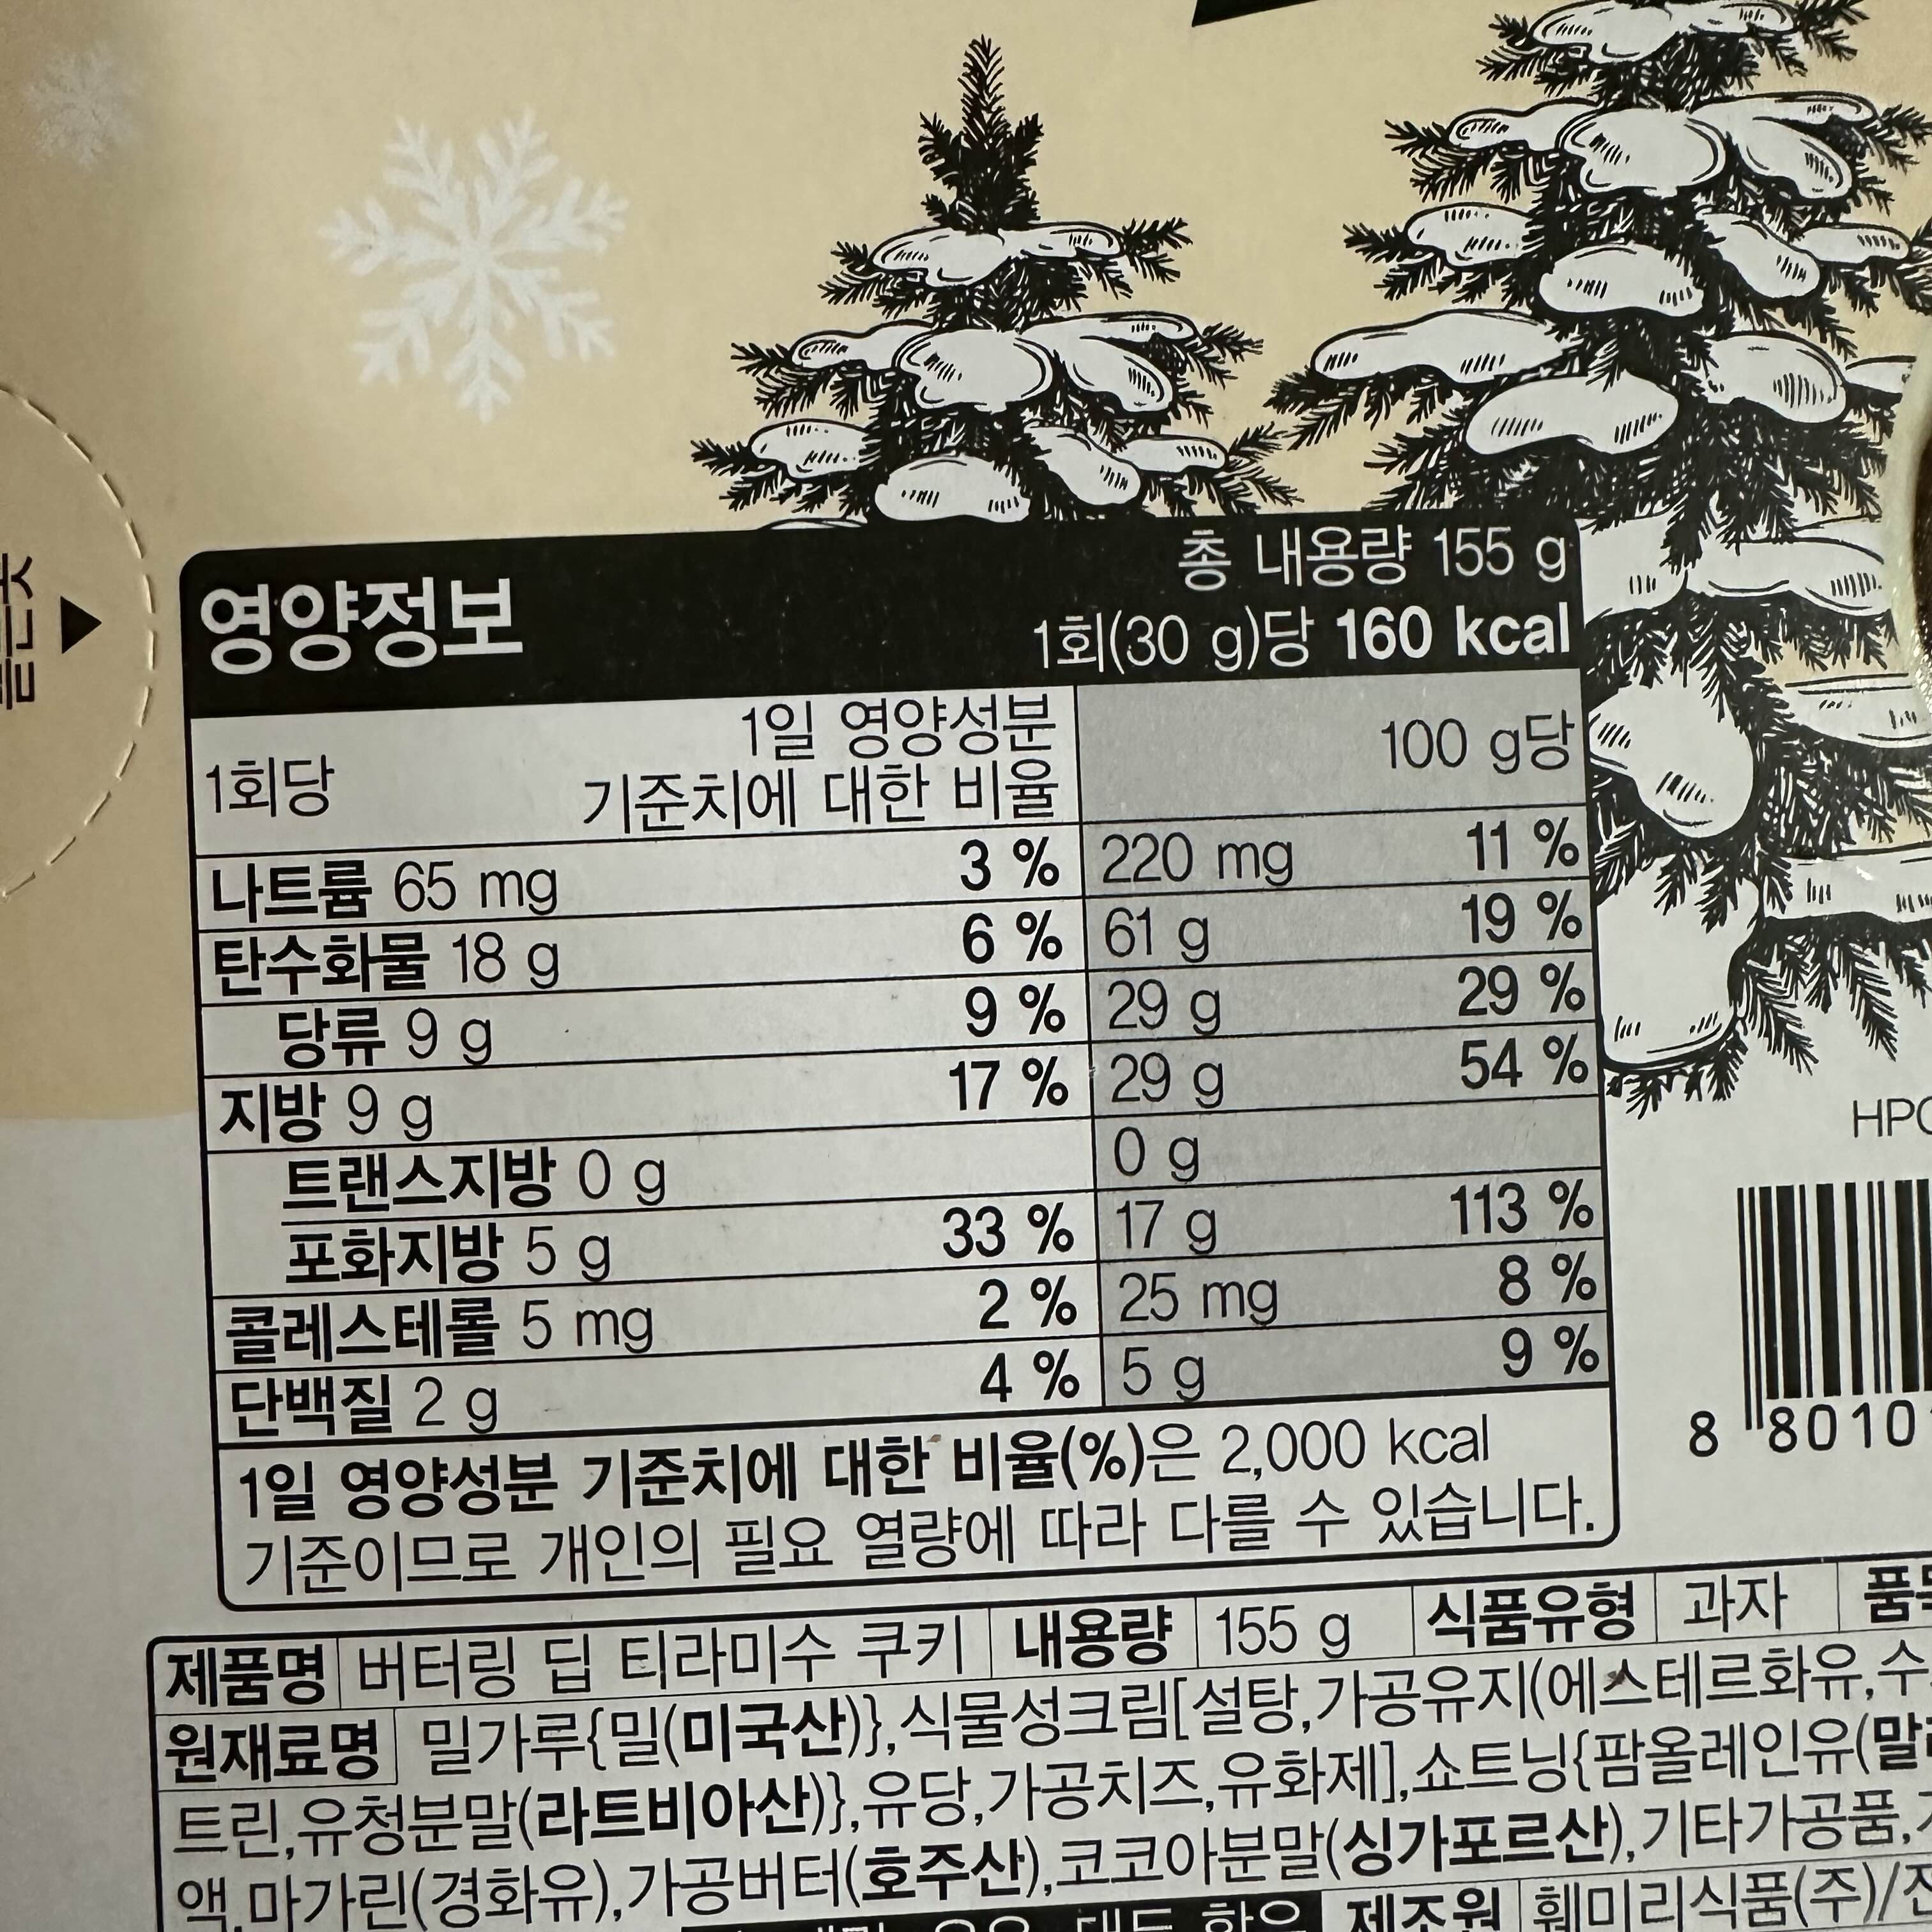 영양정보
총 내용량 155 g
1회(30 g)당 160 kcal
1회당 1일 영양성분 기준치에 대한 비율 100 g당
나트륨 65 mg 3 % 220 mg 11 %
탄수화물 18 g 6 % 61 g 19 %
당류 9 g 9 % 29 g 29 %
지방 9 g 17 % 29 g 54 %
트랜스지방 0 g 0 g
포화지방 5 g 33 % 17 g 113 %
콜레스테롤 5 mg 2 % 25 mg 8 %
단백질 2 g 4 % 5 g 9 %
1일 영양성분 기준치에 대한 비율(%)은 2,000 kcal
기준이므로 개인의 필요 열량에 따라 다를 수 있습니다.
8 8010
제품명 버터링 딥 티라미수 쿠키 내용량 155 g 식품유형 과자
원재료명 밀가루{밀(미국산)},식물성크림[설탕,가공유지(에스테르화유,수
트린,유청분말(라트비아산)},유당,가공치즈,유화제],쇼트닝{팜올레인유(말
액,마가린(경화유),가공버터(호주산),코코아분말(싱가포르산),기타가공품,
제조원 훼미리식품(주)/